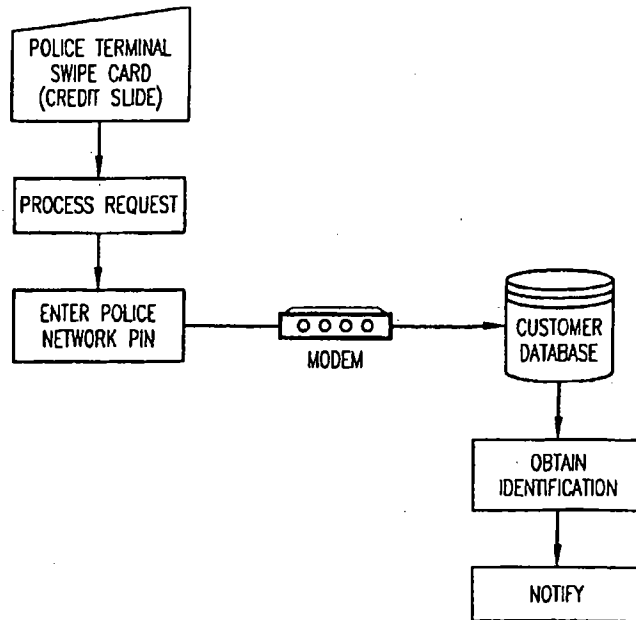 POLICE TERMINAL
SWIPE CARD
(CREDIT SLIDE)
PROCESS REQUEST
ENTER POLICE
NETWORK PIN
MODEM
CUSTOMER
DATABASE
OBTAIN
IDENTIFICATION
NOTIFY